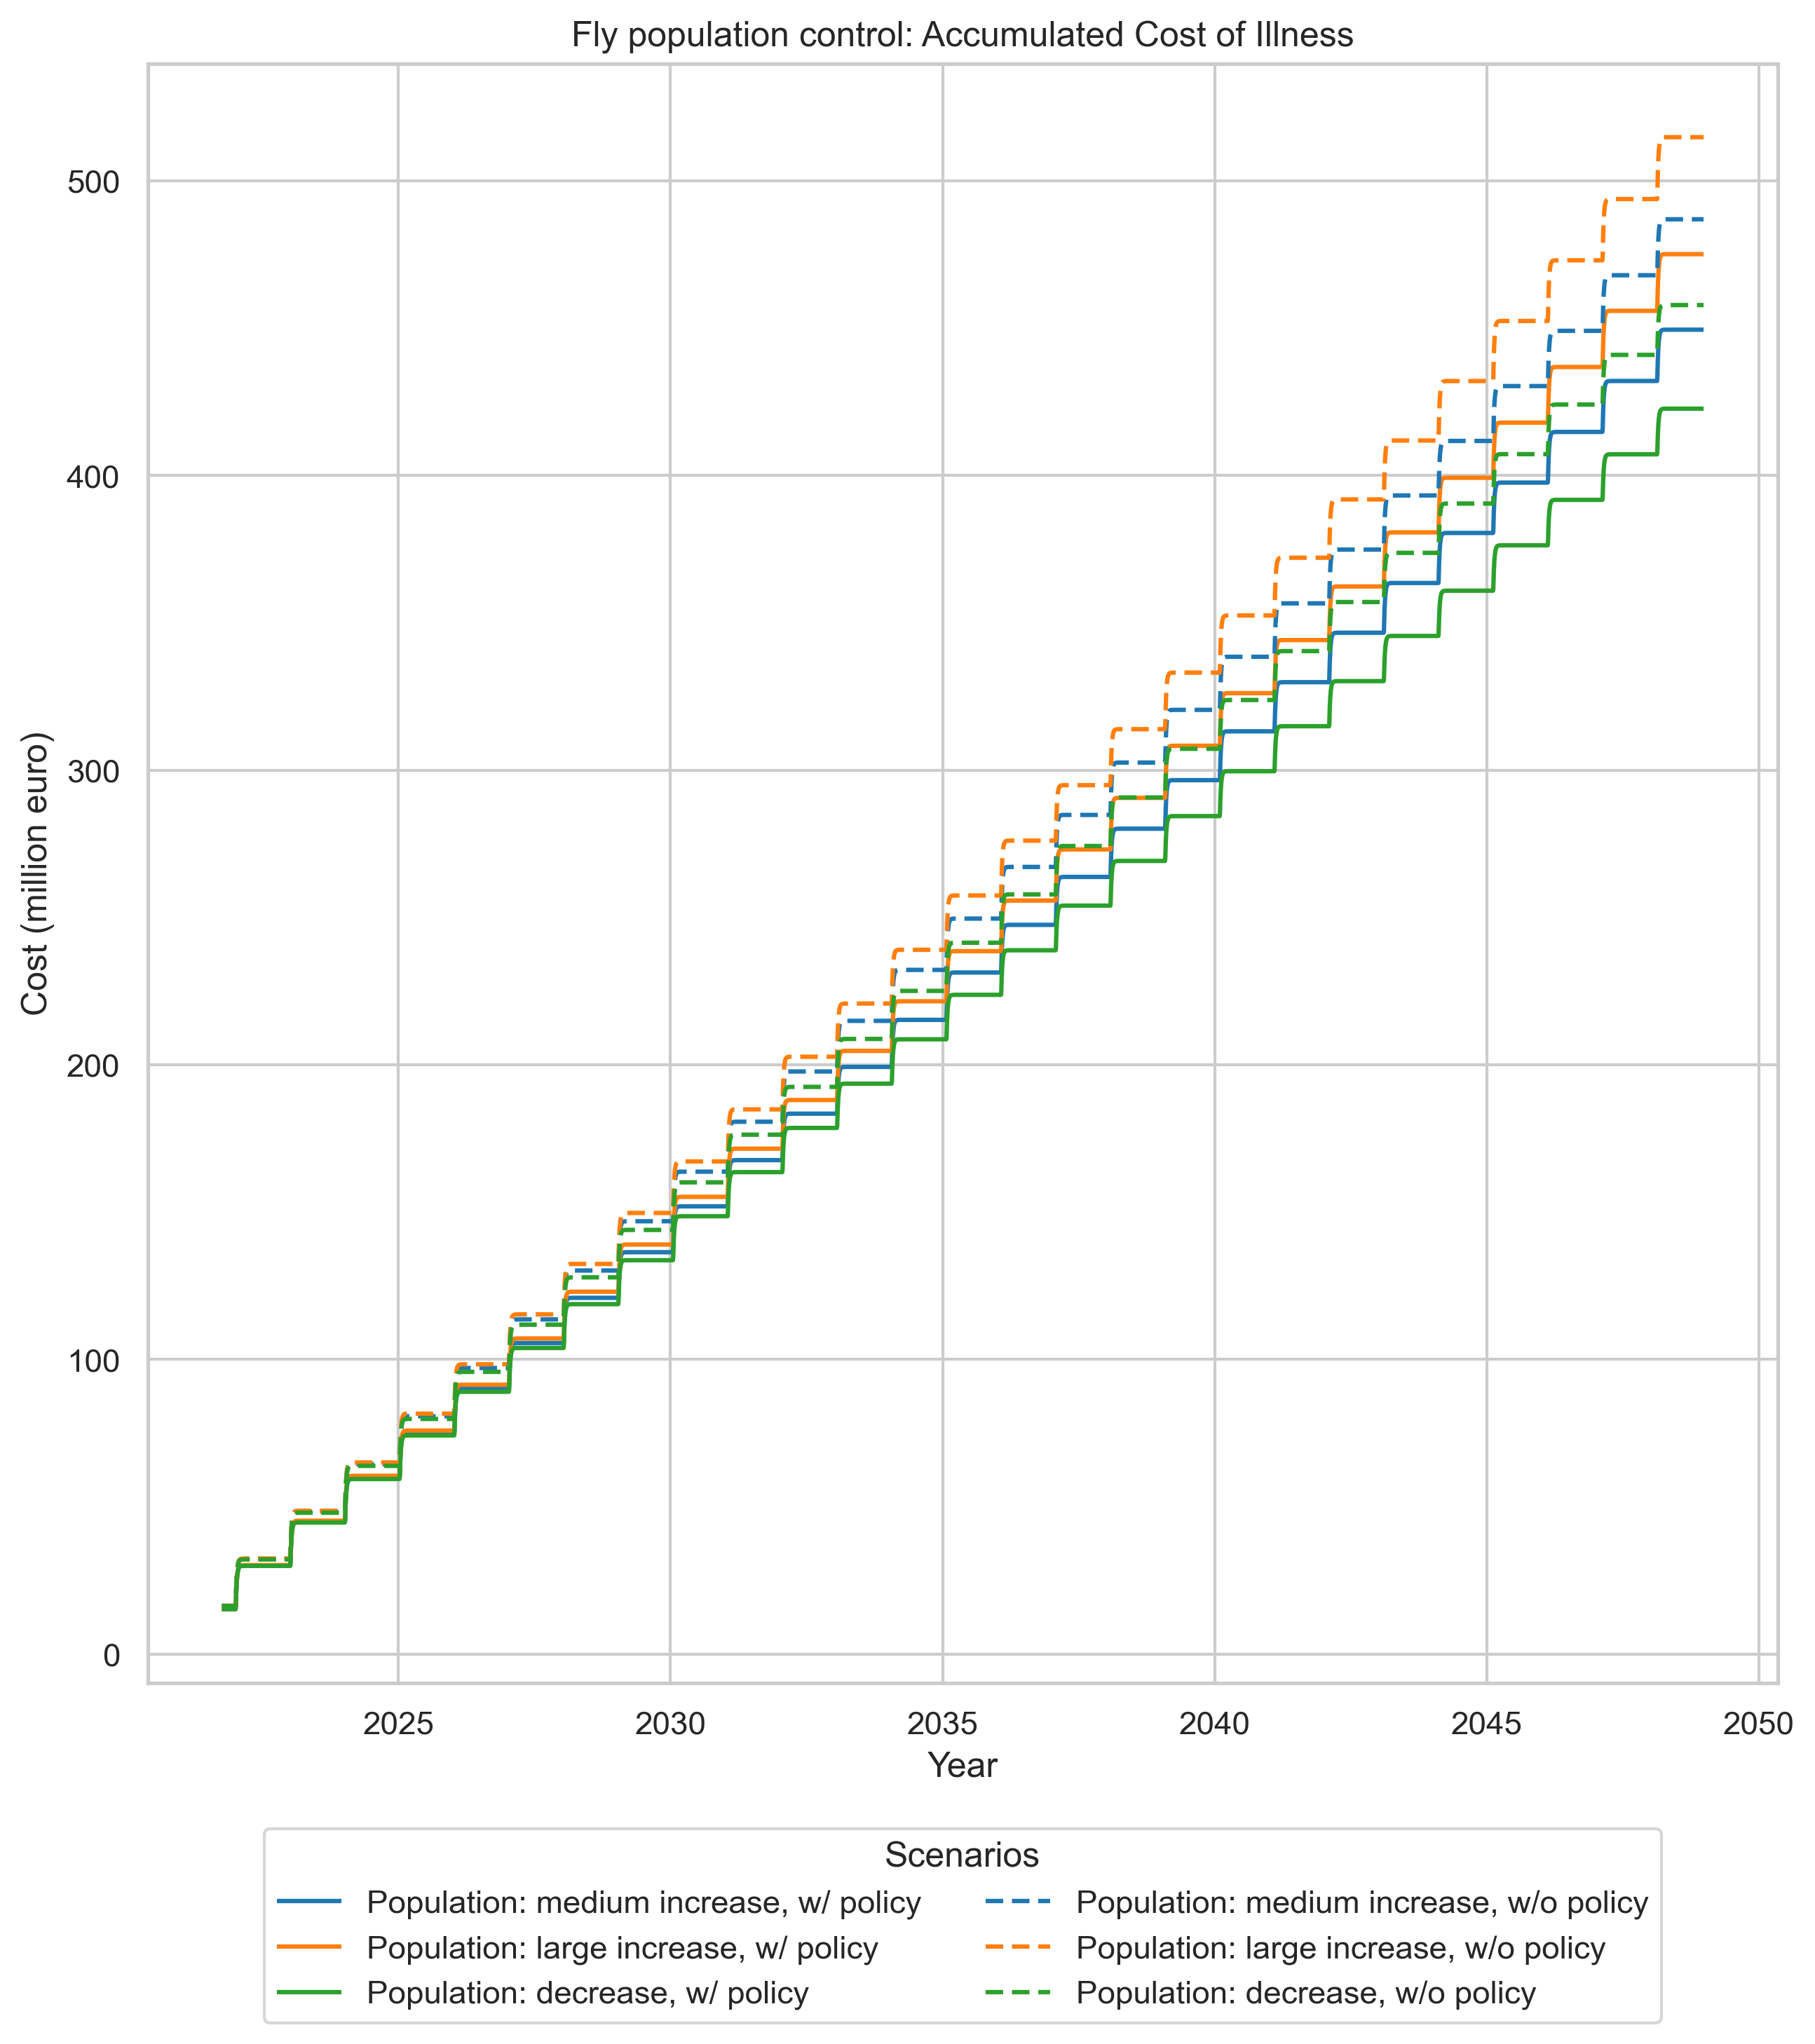 Fly population control: Accumulated Cost of Illness
500
400
300
200
100
0
Cost (million euro)
2025 2030 2035 2040 2045 2050
Year
Scenarios
Population: medium increase, w/ policy
Population: large increase, w/ policy
Population: decrease, w/ policy
Population: medium increase, w/o policy
Population: large increase, w/o policy
Population: decrease, w/o policy